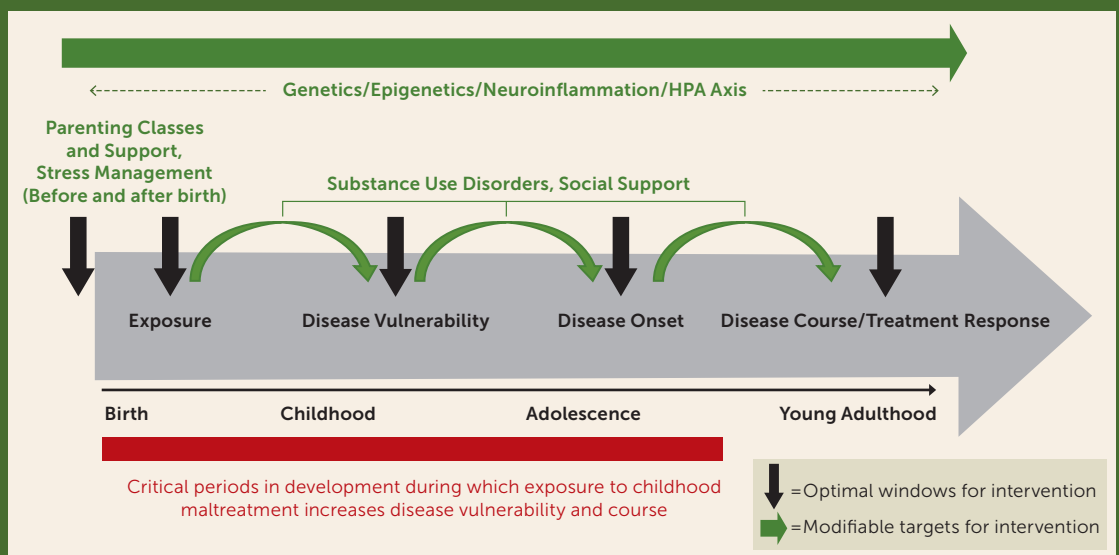 Genetics/Epigenetics/Neuroinflammation/HPA Axis
Parenting Classes
and Support,
Stress Management
(Before and after birth)
Substance Use Disorders, Social Support
Exposure
Disease Vulnerability
Disease Onset
Disease Course/Treatment Response
Birth
Childhood
Adolescence
Young Adulthood
Critical periods in development during which exposure to childhood
maltreatment increases disease vulnerability and course
=Optimal windows for intervention
=Modifiable targets for intervention